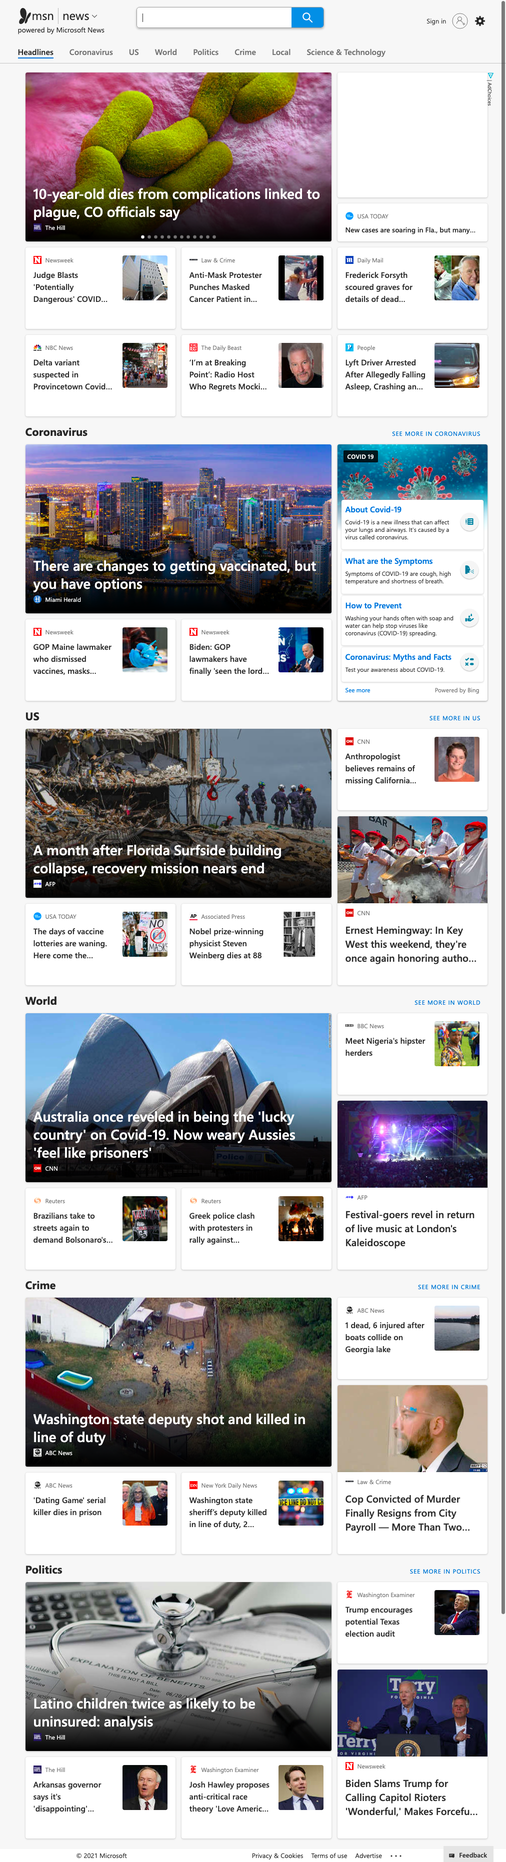 msn news
powered by Microsoft News
Sign in
Headlines Coronavirus US World Politics Crime Local Science & Technology
10-year-old dies from complications linked to
plague, CO officials say
The Hill
AdChoices
USA TODAY
New cases are soaring in Fla., but many...
Newsweek
Judge Blasts
'Potentially
Dangerous' COVID...
Law & Crime
Anti-Mask Protester
Punches Masked
Cancer Patient in...
Daily Mail
Frederick Forsyth
scoured graves for
details of dead...
NBC News
Delta variant
suspected in
Provincetown Covid...
The Daily Beast
'I'm at Breaking
Point': Radio Host
Who Regrets Mocki...
People
Lyft Driver Arrested
After Allegedly Falling
Asleep, Crashing an...
Coronavirus
SEE MORE IN CORONAVIRUS
There are changes to getting vaccinated, but
you have options
Miami Herald
COVID 19
About Covid-19
Covid-19 is a new illness that can affect
your lungs and airways. It's caused by a
virus called coronavirus.
What are the Symptoms
Symptoms of COVID-19 are cough, high
temperature and shortness of breath.
How to Prevent
Washing your hands often with soap and
water can help stop viruses like
coronavirus (COVID-19) spreading.
Coronavirus: Myths and Facts
Test your awareness about COVID-19.
See more
Powered by Bing
Newsweek
GOP Maine lawmaker
who dismissed
vaccines, masks...
Newsweek
Biden: GOP
lawmakers have
finally 'seen the lord...
US
SEE MORE IN US
A month after Florida Surfside building
collapse, recovery mission nears end
AFP
CNN
Anthropologist
believes remains of
missing California...
BAR
CNN
Ernest Hemingway: In Key
West this weekend, they're
once again honoring autho...
USA TODAY
The days of vaccine
lotteries are waning.
Here come the...
NO
MASK
Associated Press
Nobel prize-winning
physicist Steven
Weinberg dies at 88
World
SEE MORE IN WORLD
Australia once reveled in being the 'lucky
country' on Covid-19. Now weary Aussies
'feel like prisoners'
CNN
Police
BBC News
Meet Nigeria's hipster
herders
AFP
Festival-goers revel in return
of live music at London's
Kaleidoscope
Reuters
Brazilians take to
streets again to
demand Bolsonaro's...
Reuters
Greek police clash
with protesters in
rally against...
Crime
SEE MORE IN CRIME
Washington state deputy shot and killed in
line of duty
ABC News
ABC News
1 dead, 6 injured after
boats collide on
Georgia lake
Law & Crime
Cop Convicted of Murder
Finally Resigns from City
Payroll — More Than Two...
ABC News
'Dating Game' serial
killer dies in prison
New York Daily News
Washington state
sheriff's deputy killed
in line of duty, 2...
ICE LINE DO NOT C
Politics
SEE MORE IN POLITICS
EXPLANATION OF BENEFITS
THIS IS NOT A BILL
Latino children twice as likely to be
uninsured: analysis
The Hill
Washington Examiner
Trump encourages
potential Texas
election audit
Terry
FOR VIRGINIA
Terry
Newsweek
Biden Slams Trump for
Calling Capitol Rioters
'Wonderful,' Makes Forcefu...
The Hill
Arkansas governor
says it's
'disappointing'...
Washington Examiner
Josh Hawley proposes
anti-critical race
theory 'Love Americ...
© 2021 Microsoft
Privacy & Cookies Terms of use Advertise ...
Feedback